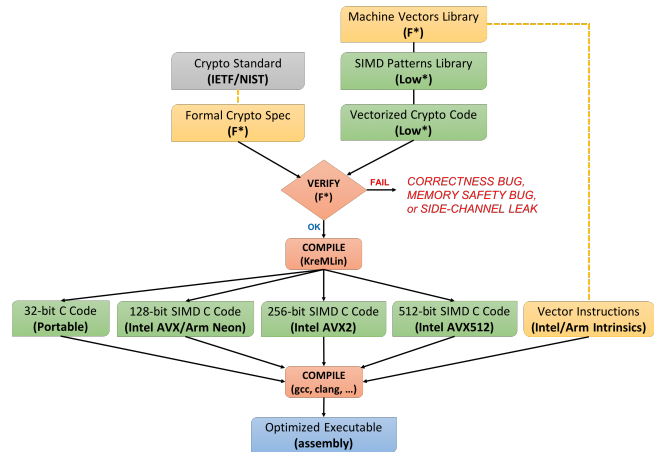 Machine Vectors Library
(F*)
Crypto Standard
(IETF/NIST)
SIMD Patterns Library
(Low*)
Formal Crypto Spec
(F*)
Vectorized Crypto Code
(Low*)
VERIFY
(F*)
FAIL
CORRECTNESS BUG,
MEMORY SAFETY BUG,
or SIDE-CHANNEL LEAK
OK
COMPILE
(KreMLin)
32-bit C Code
(Portable)
128-bit SIMD C Code
(Intel AVX/Arm Neon)
256-bit SIMD C Code
(Intel AVX2)
512-bit SIMD C Code
(Intel AVX512)
Vector Instructions
(Intel/Arm Intrinsics)
COMPILE
(gcc, clang, ...)
Optimized Executable
(assembly)